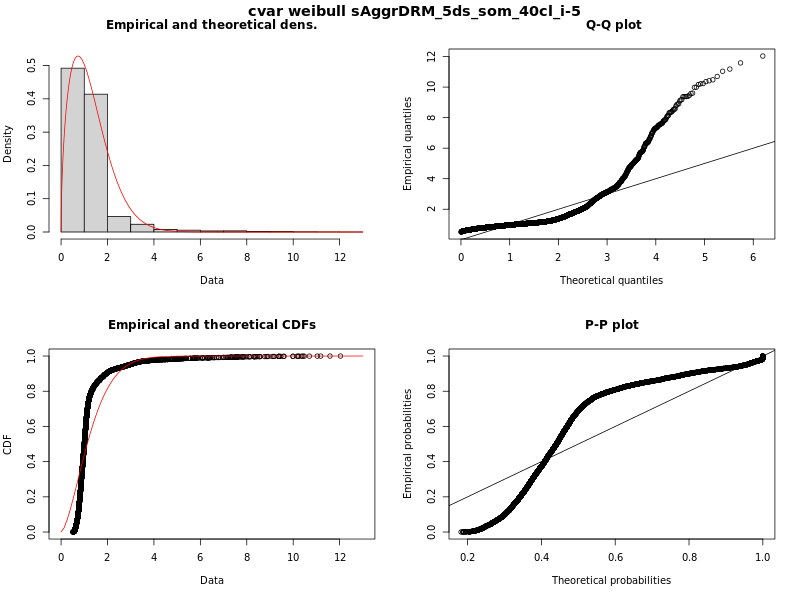 cvar weibull sAggrDRM_5ds_som_40cl_i-5
Empirical and theoretical dens.
Density
0.0 0.1 0.2 0.3 0.4 0.5
0 2 4 6 8 10 12
Data
Q-Q plot
Empirical quantiles
2 4 6 8 10 12
0 1 2 3 4 5 6
Theoretical quantiles
Empirical and theoretical CDFs
CDF
0.0 0.2 0.4 0.6 0.8 1.0
0 2 4 6 8 10 12
Data
P-P plot
Empirical probabilities
0.0 0.2 0.4 0.6 0.8 1.0
0.2 0.4 0.6 0.8 1.0
Theoretical probabilities